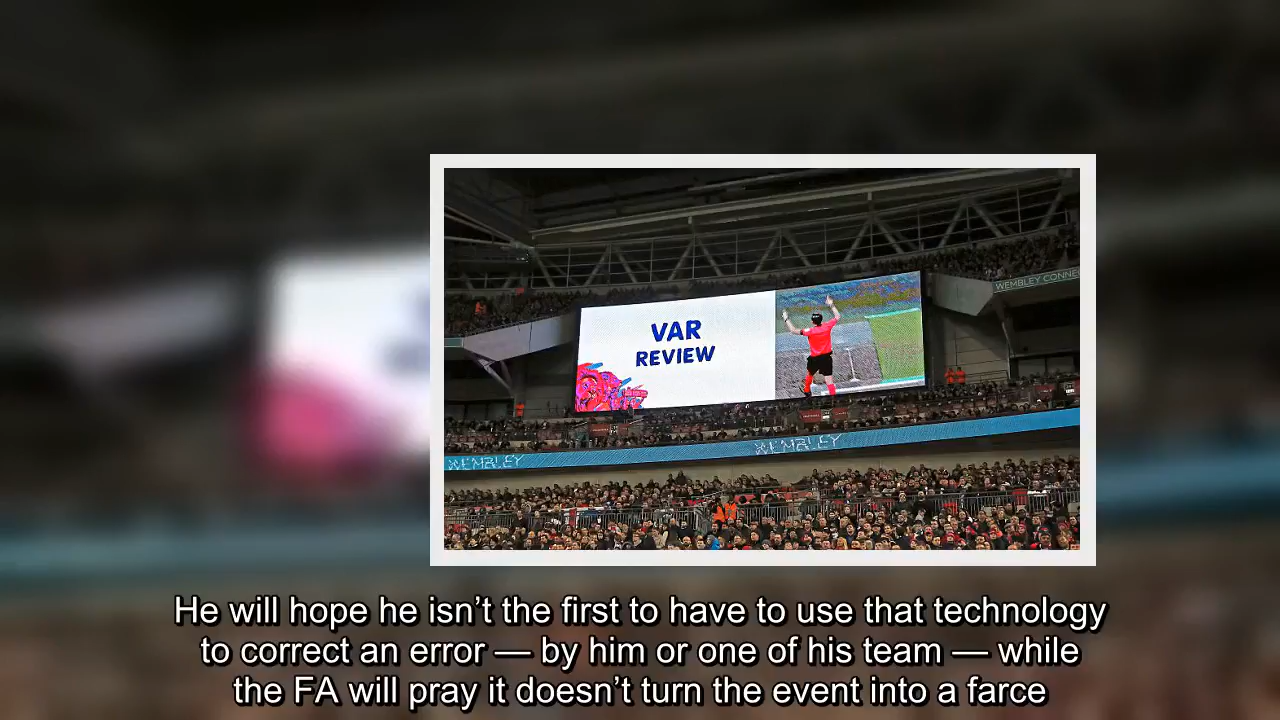 WEMBLEY CONNE
VAR
REVIEW
WEMBLEY
WEMBLEY
He will hope he isn’t the first to have to use that technology
to correct an error — by him or one of his team — while
the FA will pray it doesn’t turn the event into a farce